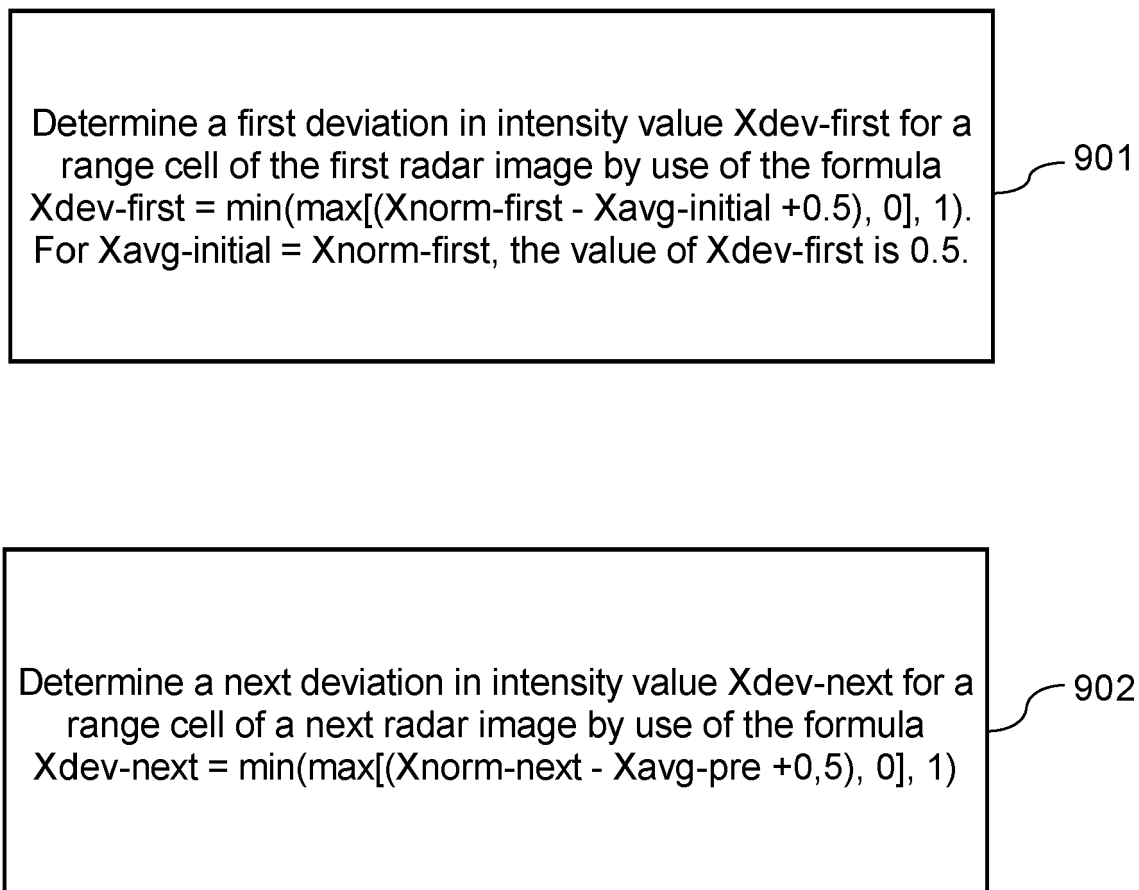 Determine a first deviation in intensity value Xdev-first for a
range cell of the first radar image by use of the formula
Xdev-first = min(max[(Xnorm-first - Xavg-initial +0.5), 0], 1).
For Xavg-initial = Xnorm-first, the value of Xdev-first is 0.5.
901
Determine a next deviation in intensity value Xdev-next for a
range cell of a next radar image by use of the formula
Xdev-next = min(max[(Xnorm-next - Xavg-pre +0,5), 0], 1)
902